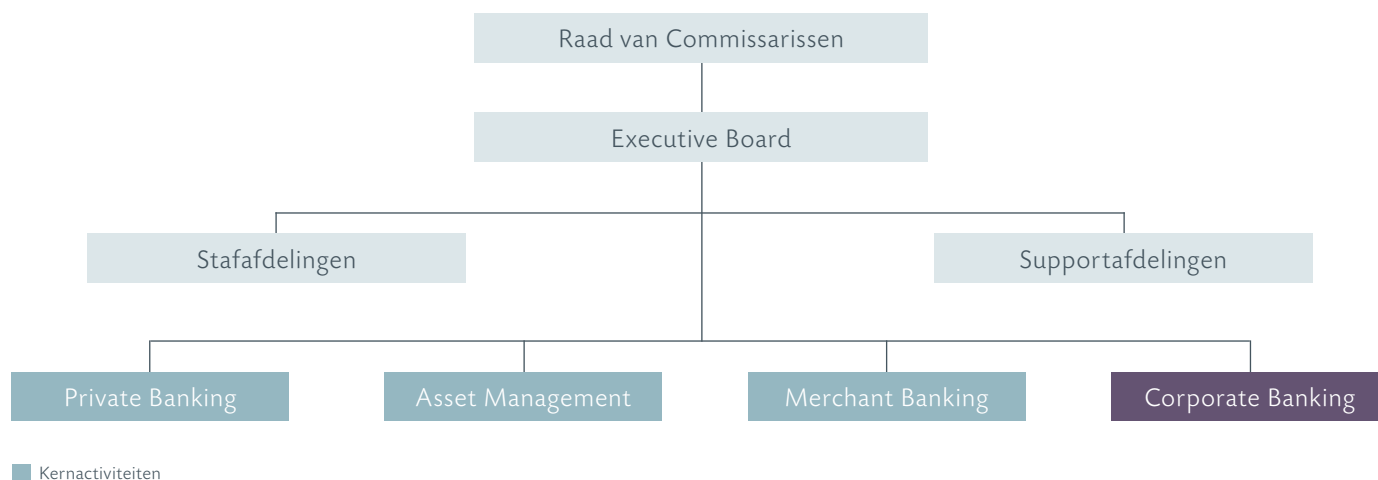 Raad van Commissarissen
Executive Board
Stafafdelingen
Supportafdelingen
Private Banking
Asset Management
Merchant Banking
Corporate Banking
Kernactiviteiten